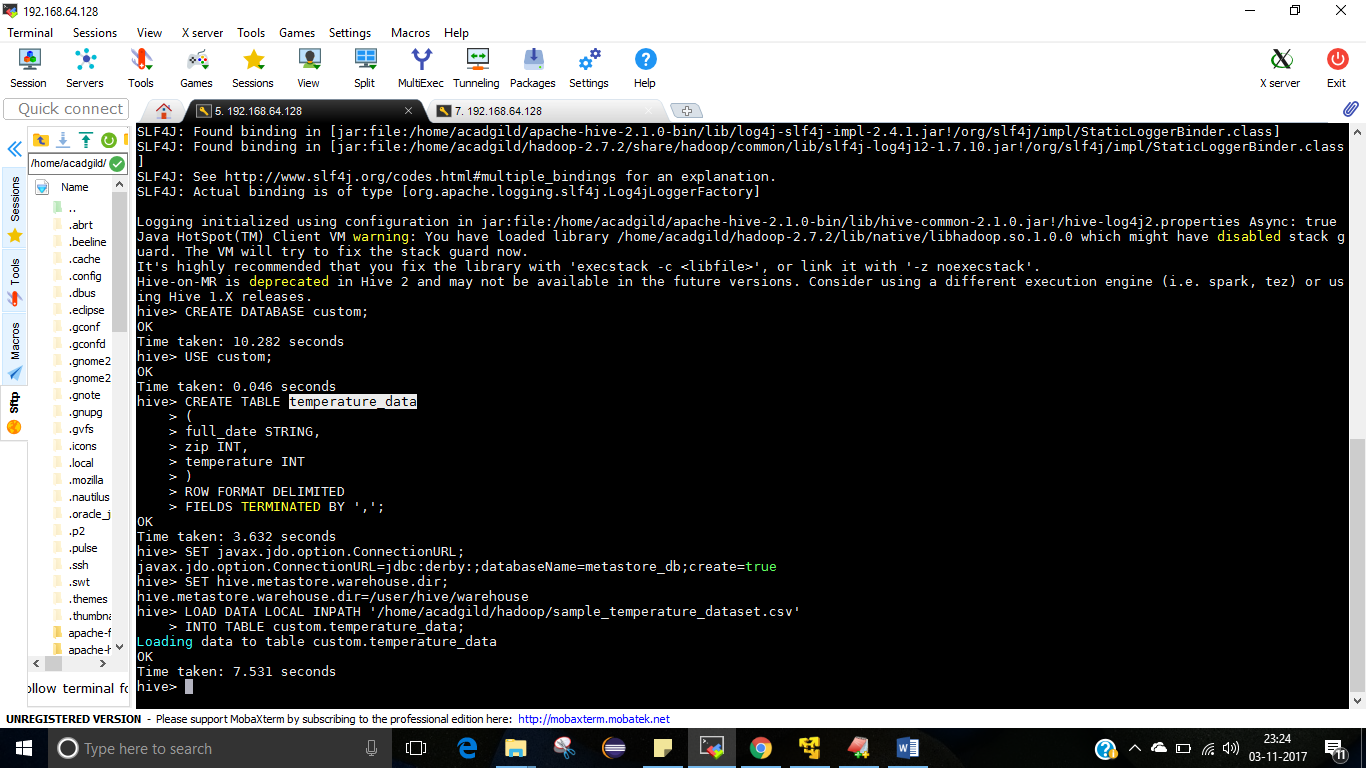 192.168.64.128
Terminal Sessions View X server Tools Games Settings Macros Help
Session Servers Tools Games Sessions View Split MultiExec Tunneling Packages Settings Help X server Exit
Quick connect
5. 192.168.64.128
7. 192.168.64.128
/home/acadgild/
Name
..
.abrt
.beeline
.cache
.config
.dbus
.eclipse
.gconf
.gconfd
.gnome2
.gnome2
.gnote
.gnupg
.gvfs
.icons
.local
.mozilla
.nautilus
.oracle_j
.p2
.pulse
.ssh
.swt
.themes
.thumbna
apache-f
apache-h
ollow terminal fo
Sessions
Tools
Macros
Sftp
SLF4J: Found binding in [jar:file:/home/acadgild/apache-hive-2.1.0-bin/lib/log4j-slf4j-impl-2.4.1.jar!/org/slf4j/impl/StaticLoggerBinder.class]
SLF4J: Found binding in [jar:file:/home/acadgild/hadoop-2.7.2/share/hadoop/common/lib/slf4j-log4j12-1.7.10.jar!/org/slf4j/impl/StaticLoggerBinder.class
]
SLF4J: See http://www.slf4j.org/codes.html#multiple_bindings for an explanation.
SLF4J: Actual binding is of type [org.apache.logging.slf4j.Log4jLoggerFactory]
Logging initialized using configuration in jar:file:/home/acadgild/apache-hive-2.1.0-bin/lib/hive-common-2.1.0.jar!/hive-log4j2.properties Async: true
Java HotSpot(TM) Client VM warning: You have loaded library /home/acadgild/hadoop-2.7.2/lib/native/libhadoop.so.1.0.0 which might have disabled stack g
uard. The VM will try to fix the stack guard now.
It's highly recommended that you fix the library with 'execstack -c <libfile>', or link it with '-z noexecstack'.
Hive-on-MR is deprecated in Hive 2 and may not be available in the future versions. Consider using a different execution engine (i.e. spark, tez) or us
ing Hive 1.X releases.
hive> CREATE DATABASE custom;
OK
Time taken: 10.282 seconds
hive> USE custom;
OK
Time taken: 0.046 seconds
hive> CREATE TABLE temperature_data
> (
> full_date STRING,
> zip INT,
> temperature INT
> )
> ROW FORMAT DELIMITED
> FIELDS TERMINATED BY ',';
OK
Time taken: 3.632 seconds
hive> SET javax.jdo.option.ConnectionURL;
javax.jdo.option.ConnectionURL=jdbc:derby:;databaseName=metastore_db;create=true
hive> SET hive.metastore.warehouse.dir;
hive.metastore.warehouse.dir=/user/hive/warehouse
hive> LOAD DATA LOCAL INPATH '/home/acadgild/hadoop/sample_temperature_dataset.csv'
> INTO TABLE custom.temperature_data;
Loading data to table custom.temperature_data
OK
Time taken: 7.531 seconds
hive>
UNREGISTERED VERSION - Please support MobaXterm by subscribing to the professional edition here: http://mobaxterm.mobatek.net
Type here to search
23:24
03-11-2017
11